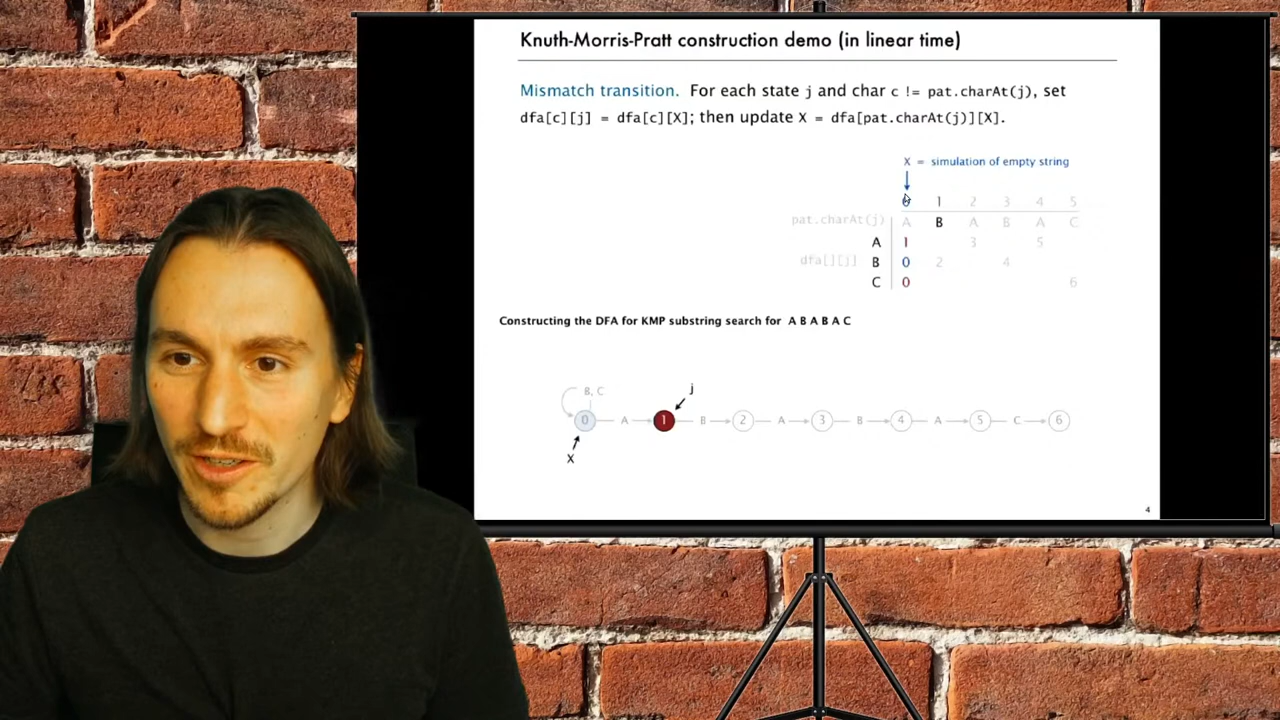 Knuth-Morris-Pratt construction demo (in linear time)
Mismatch transition. For each state j and char c != pat.charAt(j), set
dfa[c][j] = dfa[c][X]; then update X = dfa[pat.charAt(j)][X].
X = simulation of empty string
0 1 2 3 4 5
pat.charAt(j) A B A B A C
A 1 3 5
dfa[][j] B 0 2 4
C 0 6
Constructing the DFA for KMP substring search for A B A B A C
j
B, C
0 A 1 B 2 A 3 B 4 A 5 C 6
X
4